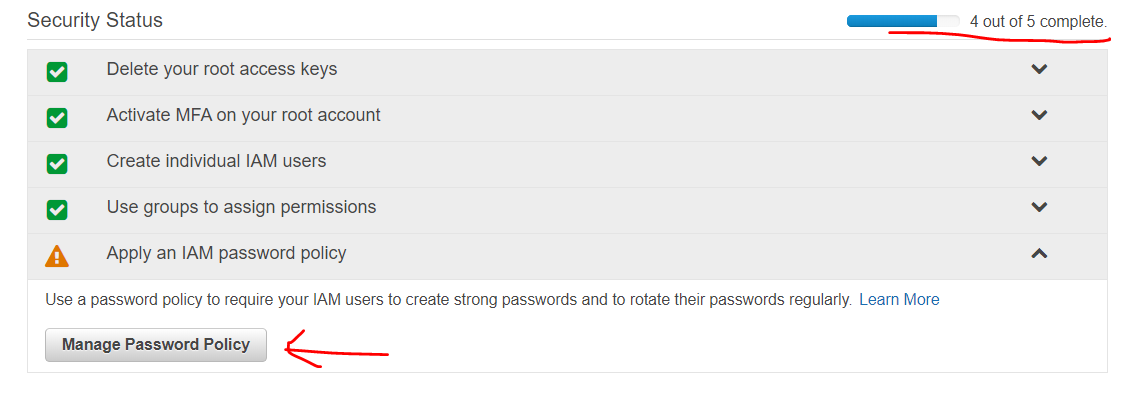 Security Status
4 out of 5 complete.
Delete your root access keys
Activate MFA on your root account
Create individual IAM users
Use groups to assign permissions
Apply an IAM password policy
Use a password policy to require your IAM users to create strong passwords and to rotate their passwords regularly. Learn More
Manage Password Policy